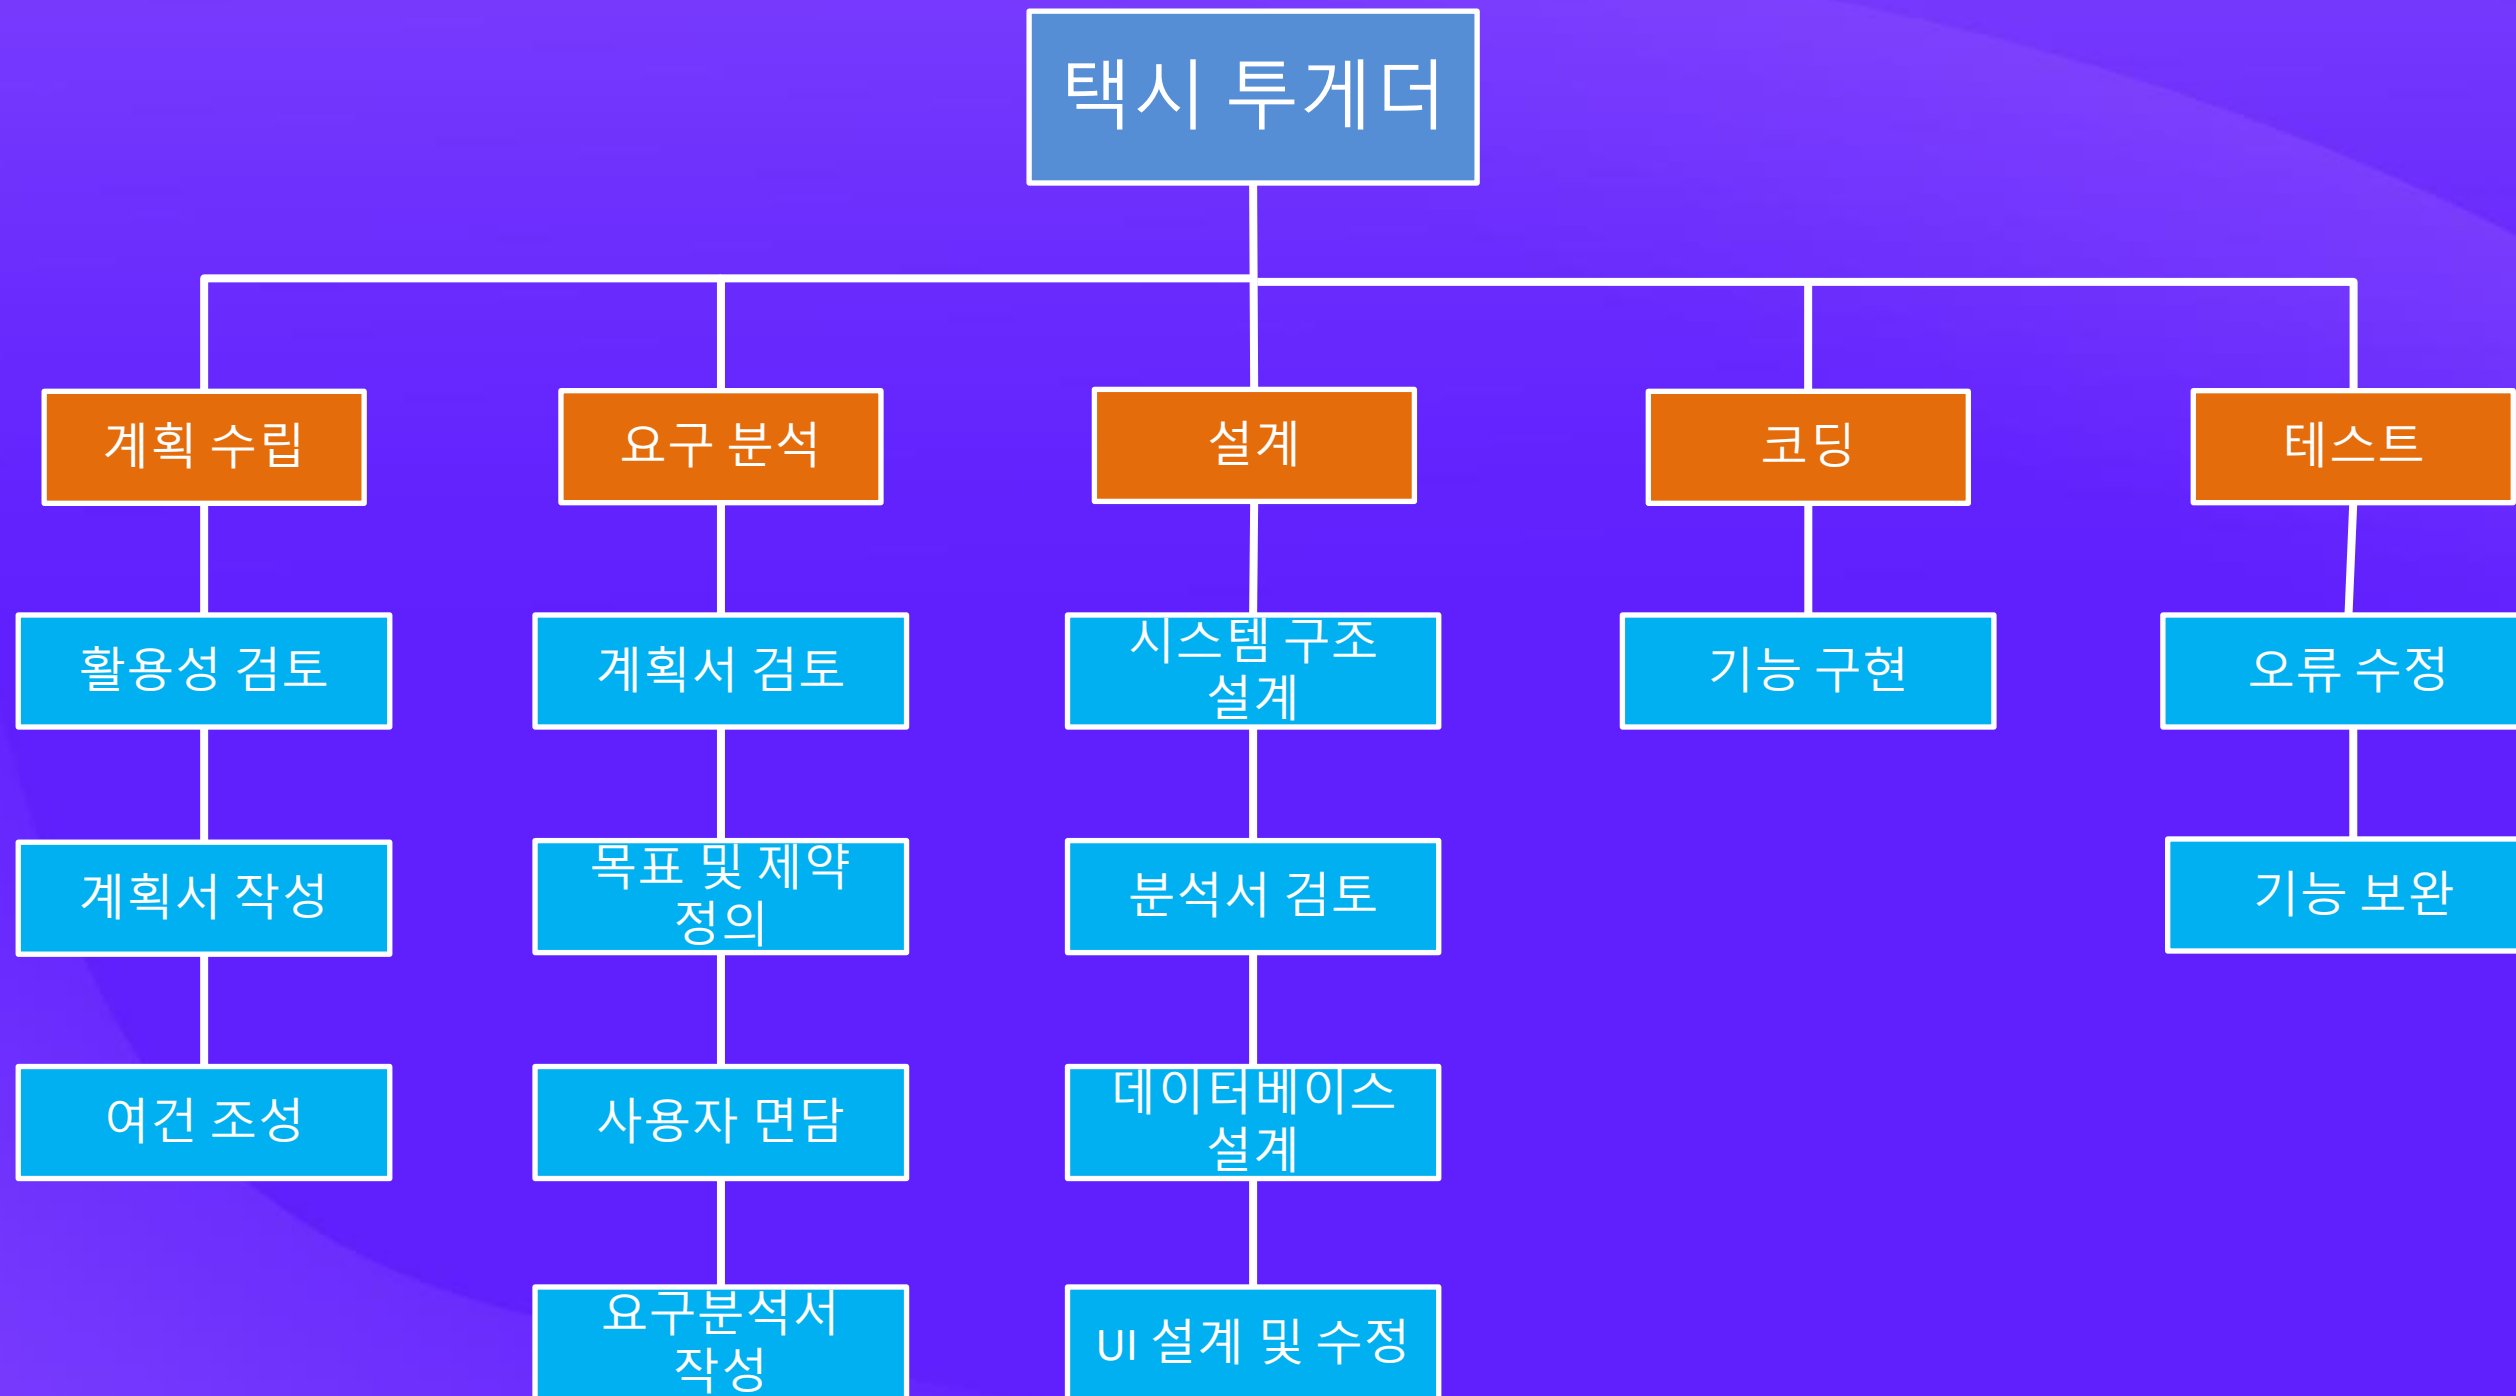 택시 투게더
계획 수립
요구 분석
설계
코딩
테스트
활용성 검토
계획서 검토
시스템 구조
설계
기능 구현
오류 수정
계획서 작성
목표 및 제약
정의
분석서 검토
기능 보완
여건 조성
사용자 면담
데이터베이스
설계
요구분석서
작성
UI 설계 및 수정